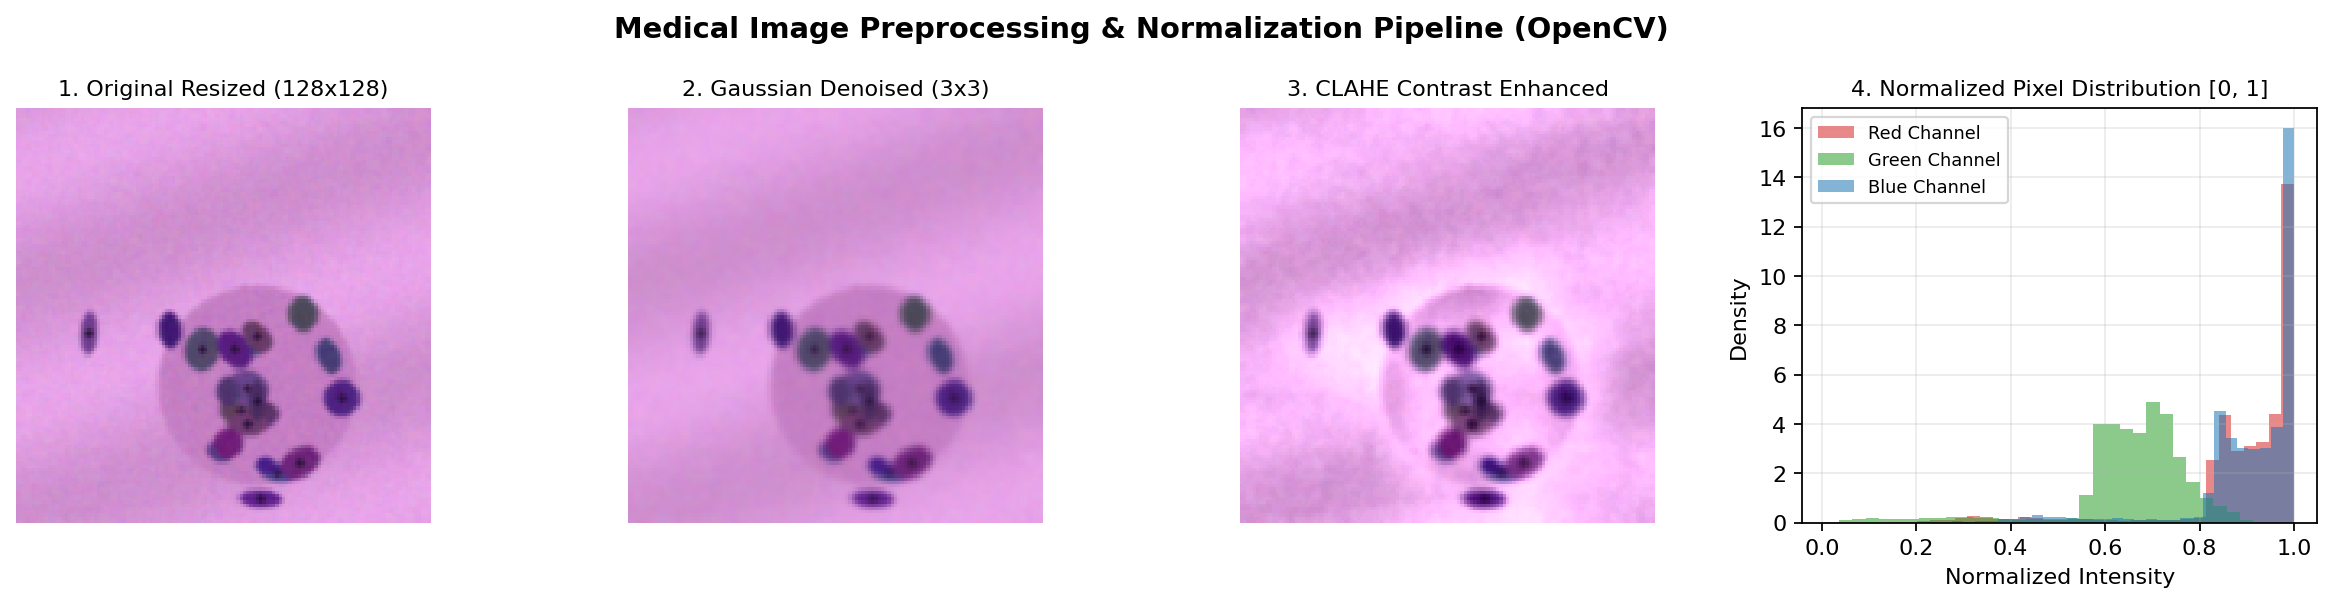 Medical Image Preprocessing & Normalization Pipeline (OpenCV)
1. Original Resized (128x128)
2. Gaussian Denoised (3x3)
3. CLAHE Contrast Enhanced
4. Normalized Pixel Distribution [0, 1]
Red Channel
Green Channel
Blue Channel
Density
16
14
12
10
8
6
4
2
0
0.0 0.2 0.4 0.6 0.8 1.0
Normalized Intensity